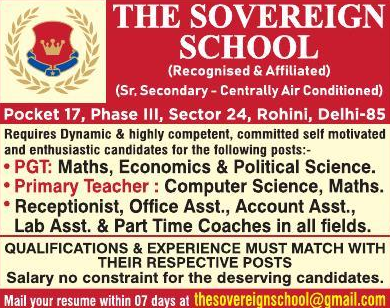 THE SOVEREIGN
SCHOOL
(Recognised & Affiliated)
(Sr. Secondary - Centrally Air Conditioned)
Pocket 17, Phase III, Sector 24, Rohini, Delhi-85
Requires Dynamic & highly competent, committed self motivated
and enthusiastic candidates for the following posts:-
• PGT: Maths, Economics & Political Science.
• Primary Teacher : Computer Science, Maths.
• Receptionist, Office Asst., Account Asst.,
Lab Asst. & Part Time Coaches in all fields.
QUALIFICATIONS & EXPERIENCE MUST MATCH WITH
THEIR RESPECTIVE POSTS
Salary no constraint for the deserving candidates.
Mail your resume within 07 days at thesovereignschool@gmail.com